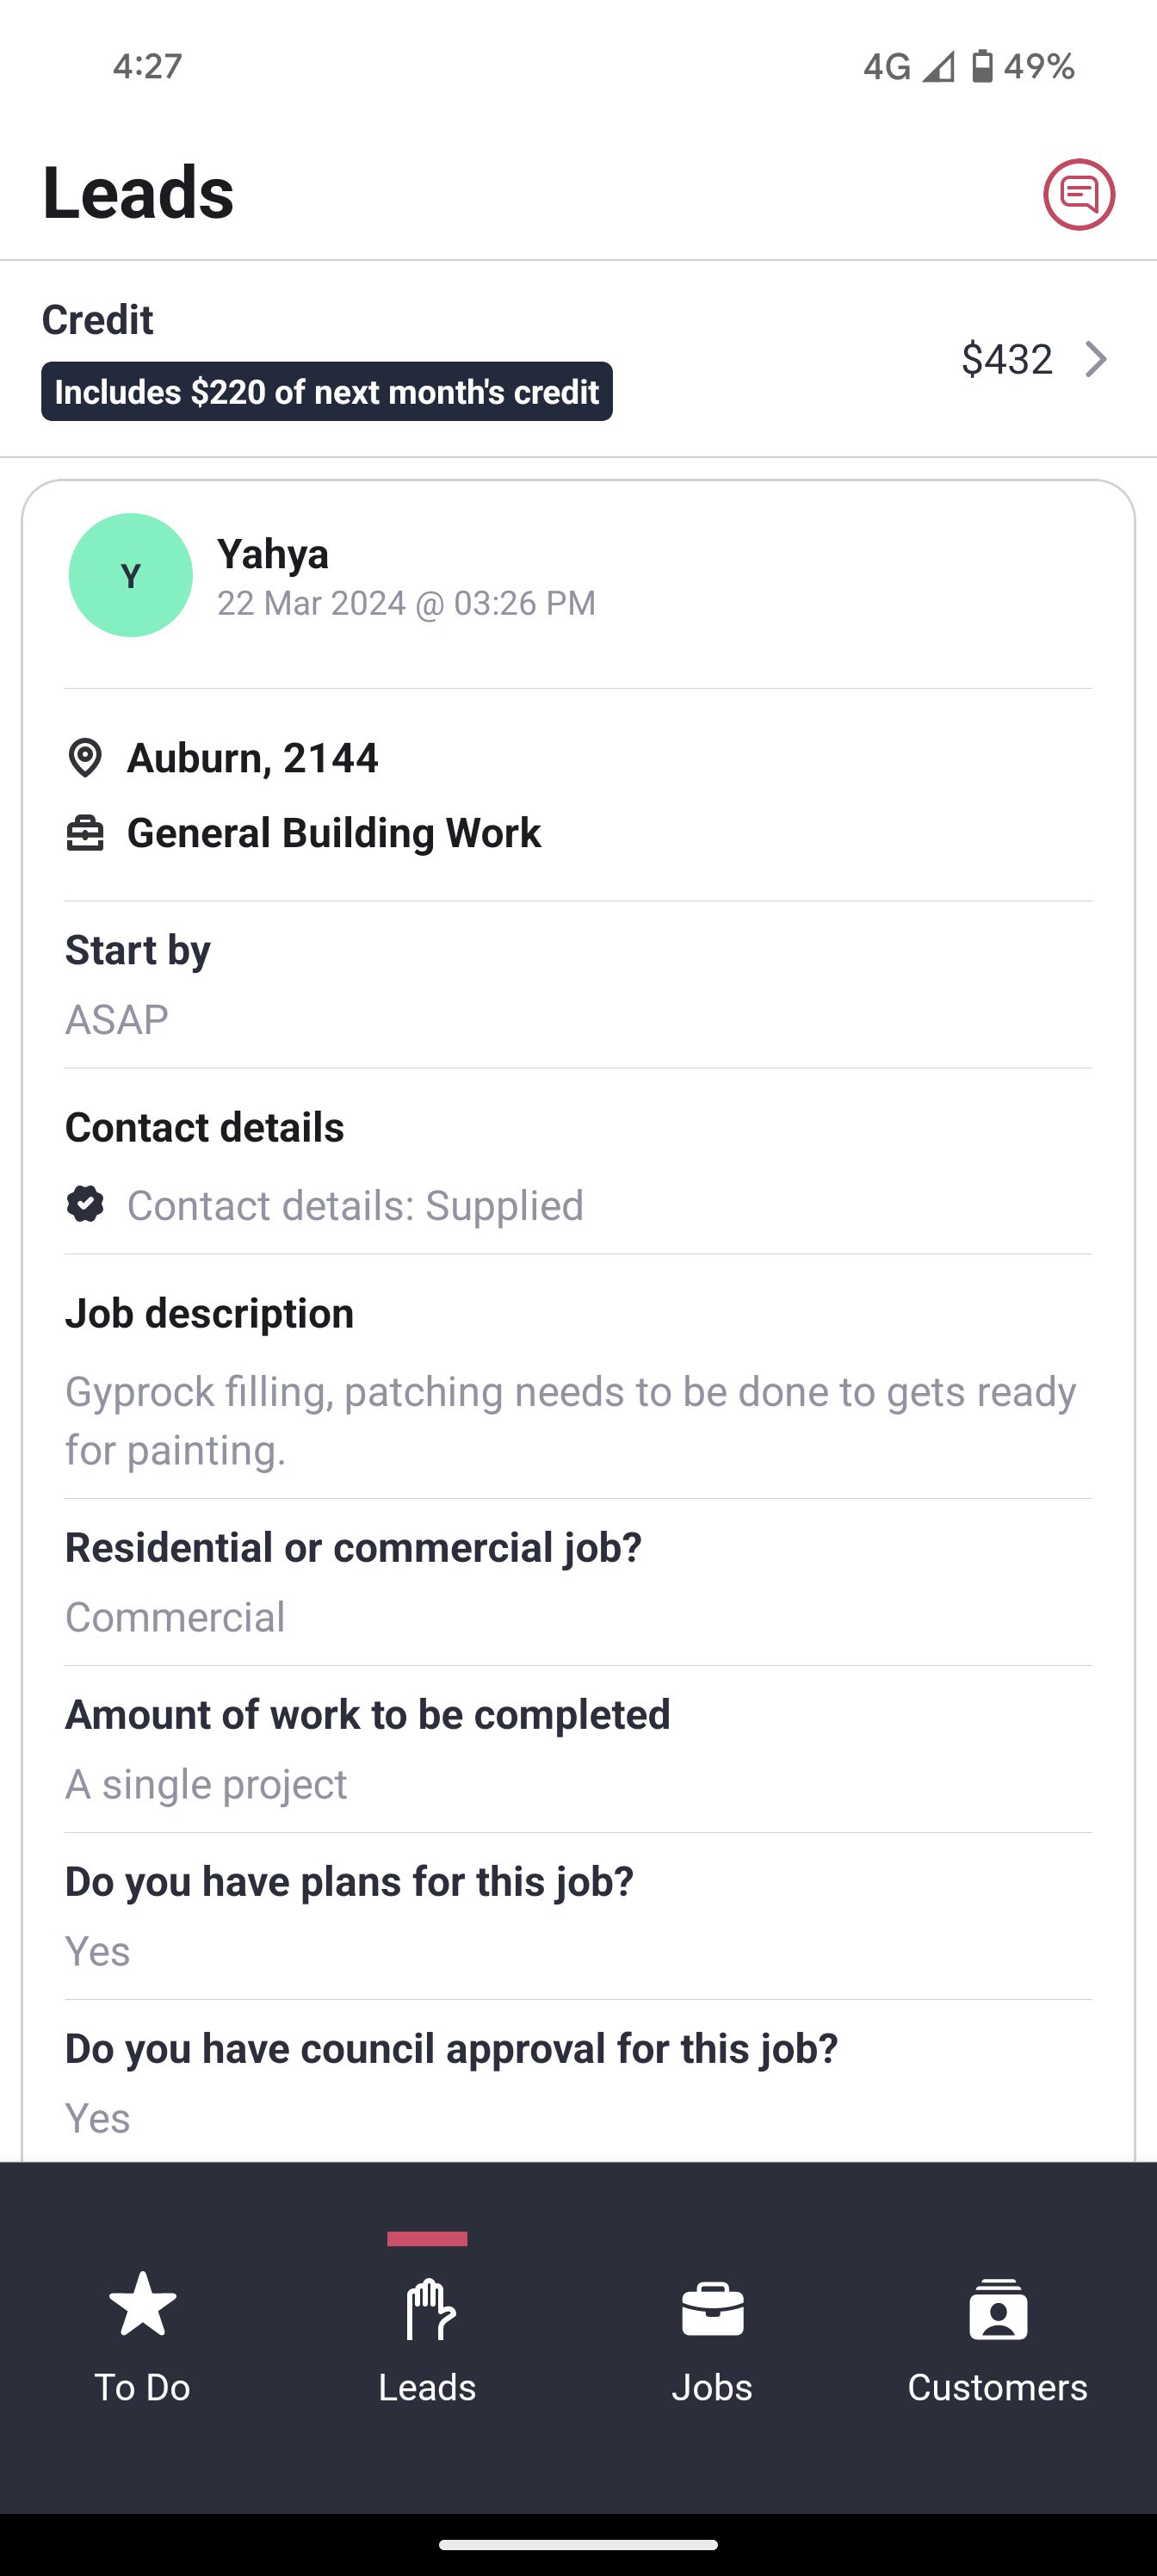 4:27
4G 49%
Leads
Credit
Includes $220 of next month's credit
$432
Y
Yahya
22 Mar 2024 @ 03:26 PM
Auburn, 2144
General Building Work
Start by
ASAP
Contact details
Contact details: Supplied
Job description
Gyprock filling, patching needs to be done to gets ready
for painting.
Residential or commercial job?
Commercial
Amount of work to be completed
A single project
Do you have plans for this job?
Yes
Do you have council approval for this job?
Yes
To Do
Leads
Jobs
Customers